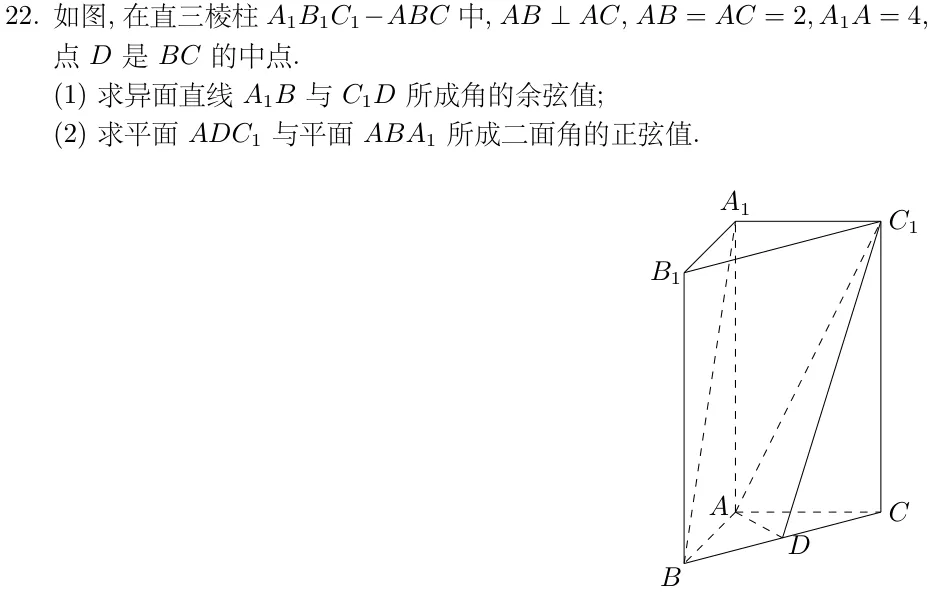 22. 如图, 在直三棱柱 A₁B₁C₁−ABC 中, AB ⊥ AC, AB = AC = 2, A₁A = 4,
点 D 是 BC 的中点.
(1) 求异面直线 A₁B 与 C₁D 所成角的余弦值;
(2) 求平面 ADC₁ 与平面 ABA₁ 所成二面角的正弦值.
A₁
C₁
B₁
A
C
D
B